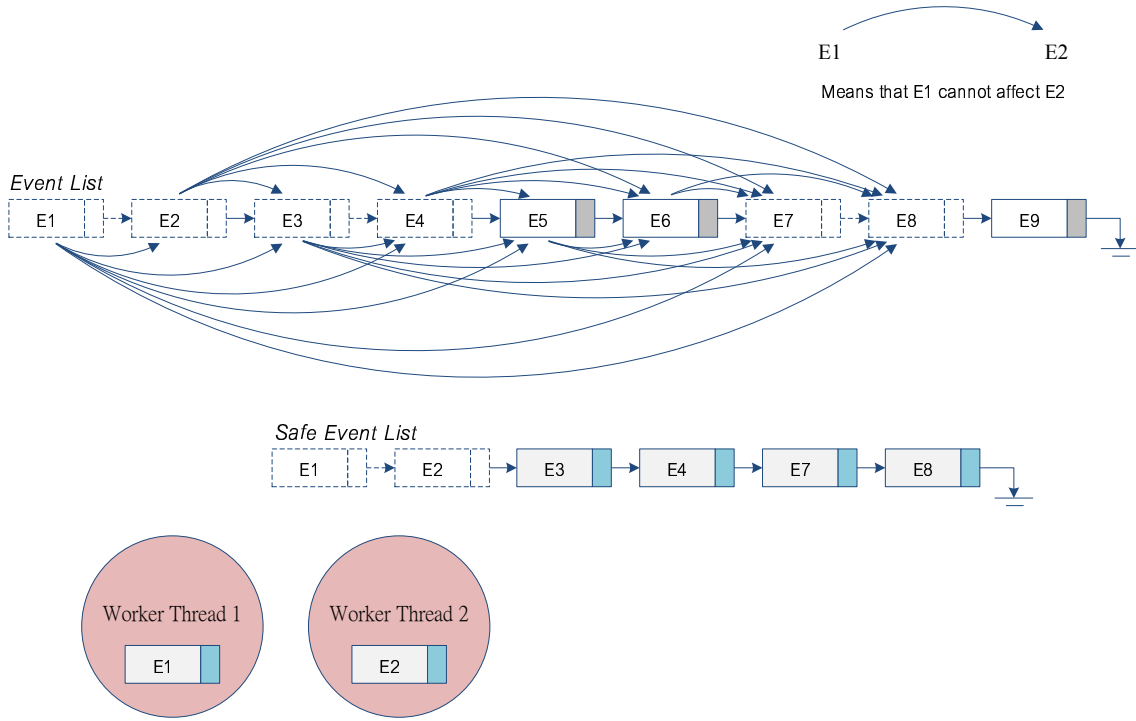 E1 E2
Means that E1 cannot affect E2
Event List
E1 E2 E3 E4 E5 E6 E7 E8 E9
Safe Event List
E1 E2 E3 E4 E7 E8
Worker Thread 1 Worker Thread 2
E1 E2